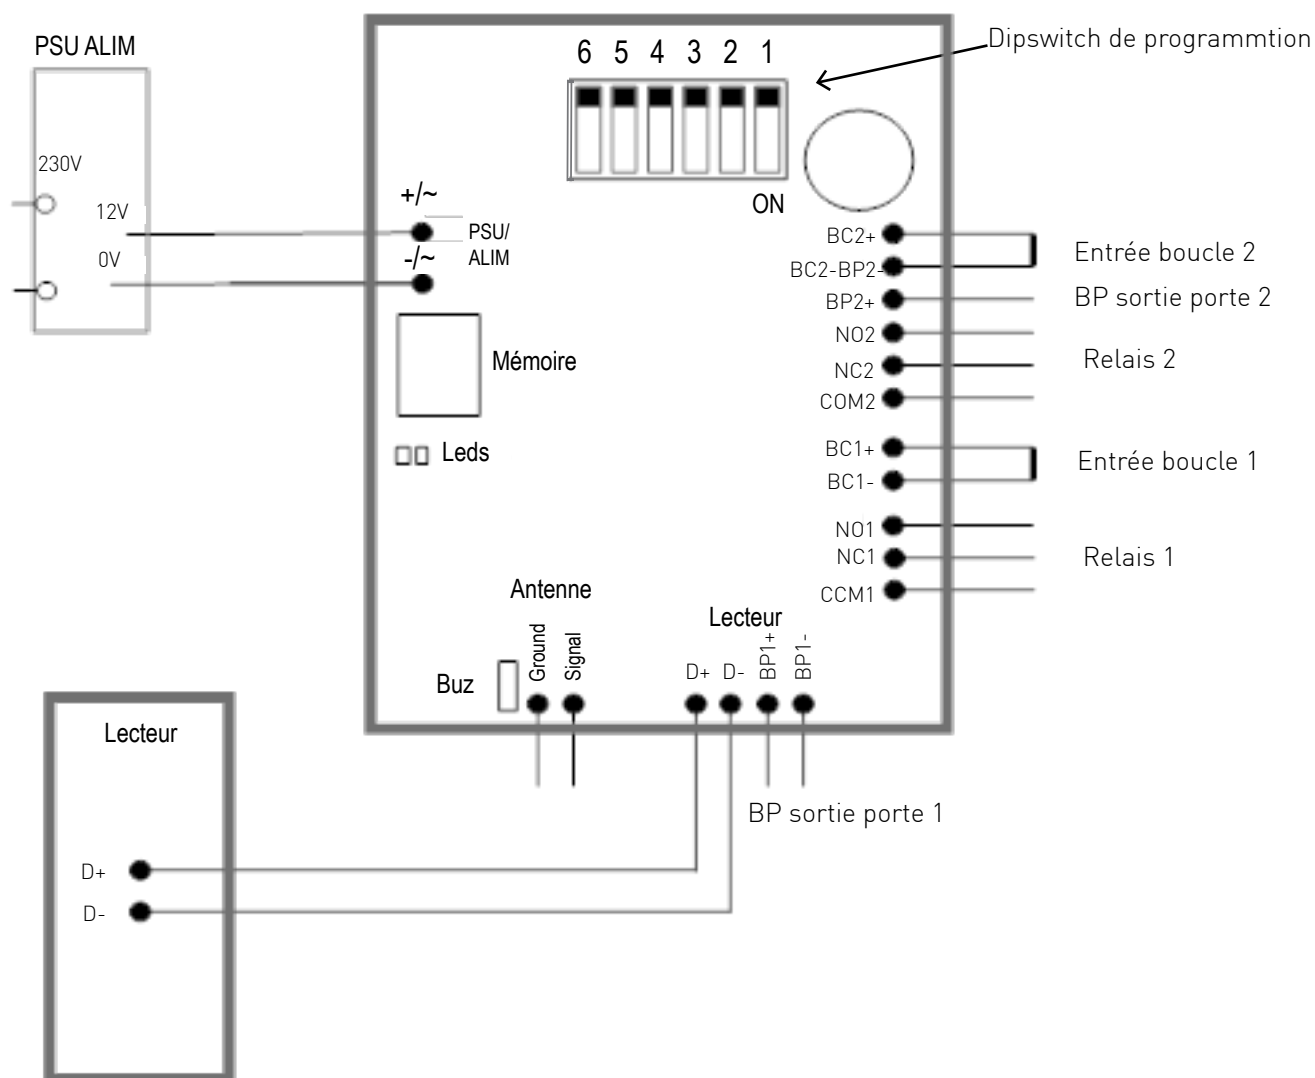 PSU ALIM
230V
12V
0V
6 5 4 3 2 1
ON
Dipswitch de programmtion
+/~
-/~
PSU/
ALIM
Mémoire
Leds
BC2+
BC2-BP2-
BP2+
NO2
NC2
COM2
BC1+
BC1-
NO1
NC1
CCM1
Entrée boucle 2
BP sortie porte 2
Relais 2
Entrée boucle 1
Relais 1
Antenne
Ground
Signal
Buz
Lecteur
D+
D-
BP1+
BP1-
BP sortie porte 1
Lecteur
D+
D-